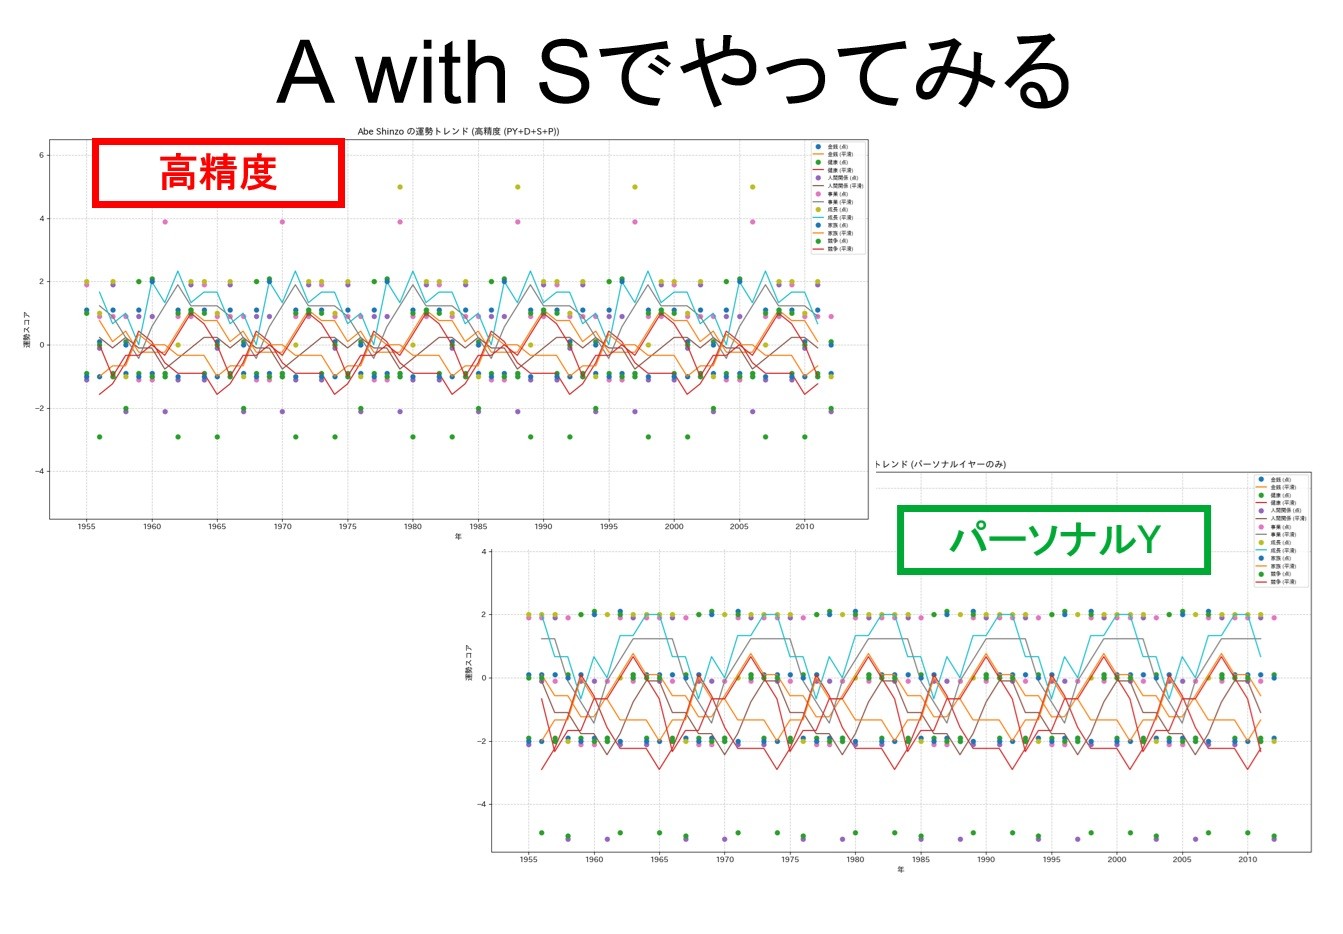 A with Sでやってみる
Abe Shinzo の運勢トレンド (高精度 (PY+D+S+P))
高精度
金銭 (点)
金銭 (平滑)
健康 (点)
健康 (平滑)
人間関係 (点)
人間関係 (平滑)
事業 (点)
事業 (平滑)
成長 (点)
成長 (平滑)
家族 (点)
家族 (平滑)
競争 (点)
競争 (平滑)
運勢スコア
6
4
2
0
−2
−4
1955 1960 1965 1970 1975 1980 1985 1990 1995 2000 2005 2010
年
トレンド (パーソナルイヤーのみ)
パーソナルY
金銭 (点)
金銭 (平滑)
健康 (点)
健康 (平滑)
人間関係 (点)
人間関係 (平滑)
事業 (点)
事業 (平滑)
成長 (点)
成長 (平滑)
家族 (点)
家族 (平滑)
競争 (点)
競争 (平滑)
運勢スコア
4
2
0
−2
−4
1955 1960 1965 1970 1975 1980 1985 1990 1995 2000 2005 2010
年